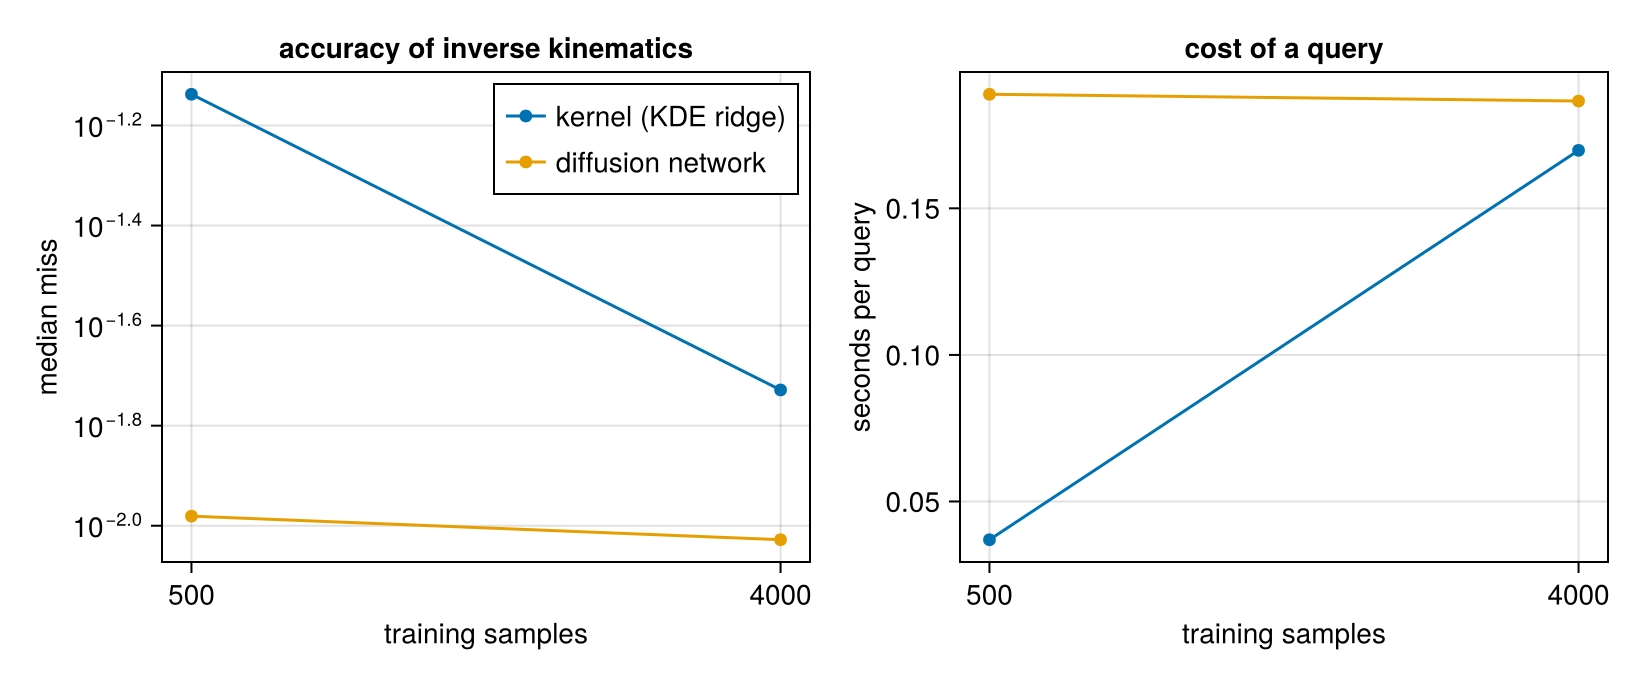 accuracy of inverse kinematics
median miss
10−1.2
10−1.4
10−1.6
10−1.8
10−2.0
kernel (KDE ridge)
diffusion network
500
4000
training samples
cost of a query
seconds per query
0.15
0.10
0.05
500
4000
training samples